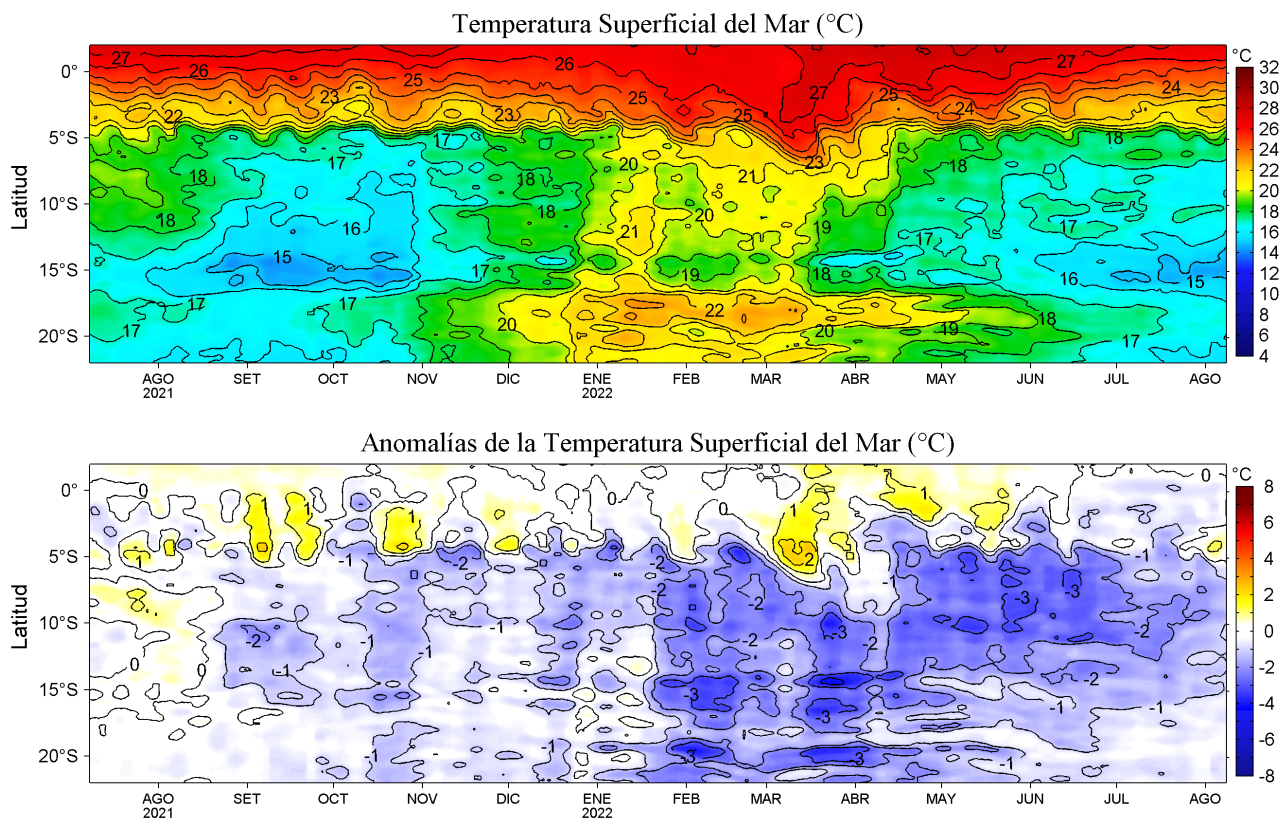 Temperatura Superficial del Mar (°C)
27 26 25 26 27
0°
25 25 24
23 23 27 24
22 25
5°S
17 17 23 18
20 18
18 18 21
10°S
18 16 20 19 17
21
15 17
15°S
19 18 16 15
17 17
22
17 20 20 19 18
20°S
17
Latitud
AGO SET OCT NOV DIC ENE FEB MAR ABR MAY JUN JUL AGO
2021 2022
°C
32
30
28
26
24
22
20
18
16
14
12
10
8
6
4
Anomalías de la Temperatura Superficial del Mar (°C)
0 0 0
0°
1 1 1 1 1 0
5°S
1 -1 -2 -2 2 -1
0 -2 -1 -3 -3
10°S
-2 -1 -1 -2 -3 -2 -2
0 0 -1
15°S
-3 -2
-3 -1
20°S
-1 -1 -3 -3 -1
Latitud
AGO SET OCT NOV DIC ENE FEB MAR ABR MAY JUN JUL AGO
2021 2022
°C
8
6
4
2
0
-2
-4
-6
-8